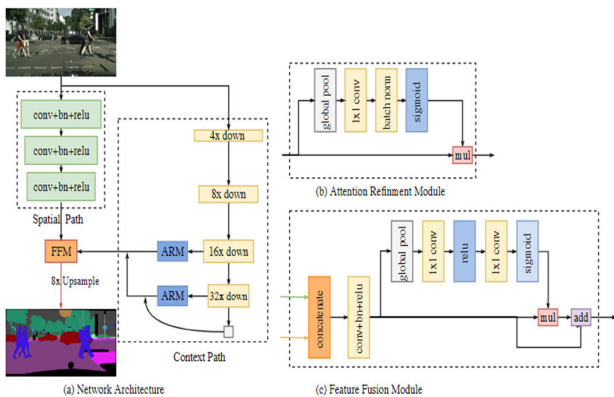 conv+bn+relu
conv+bn+relu
conv+bn+relu
Spatial Path
FFM
8x Upsample
4x down
8x down
ARM
16x down
ARM
32x down
Context Path
(a) Network Architecture
global pool
1x1 conv
batch norm
sigmoid
mul
(b) Attention Refinment Module
global pool
1x1 conv
relu
1x1 conv
sigmoid
concatenate
conv+bn+relu
mul
add
(c) Feature Fusion Module